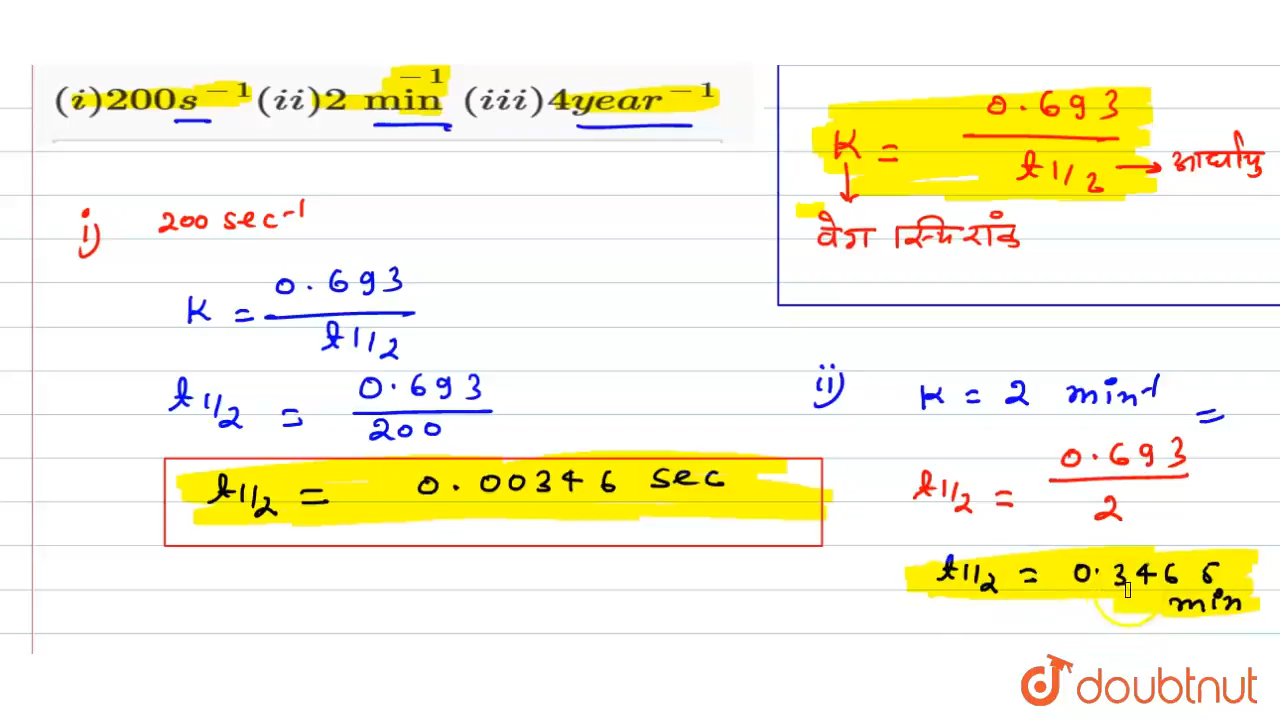 (i)200s⁻¹(ii)2 min⁻¹ (iii)4year⁻¹
K = 0.693 / t1/2 → आर्धायु
वेग स्थिरांक
i) 200 sec⁻¹
K = 0.693 / t1/2
t1/2 = 0.693 / 200
t1/2 = 0.00346 sec
ii) K = 2 min⁻¹ =
t1/2 = 0.693 / 2
t1/2 = 0.3466 min
doubtnut